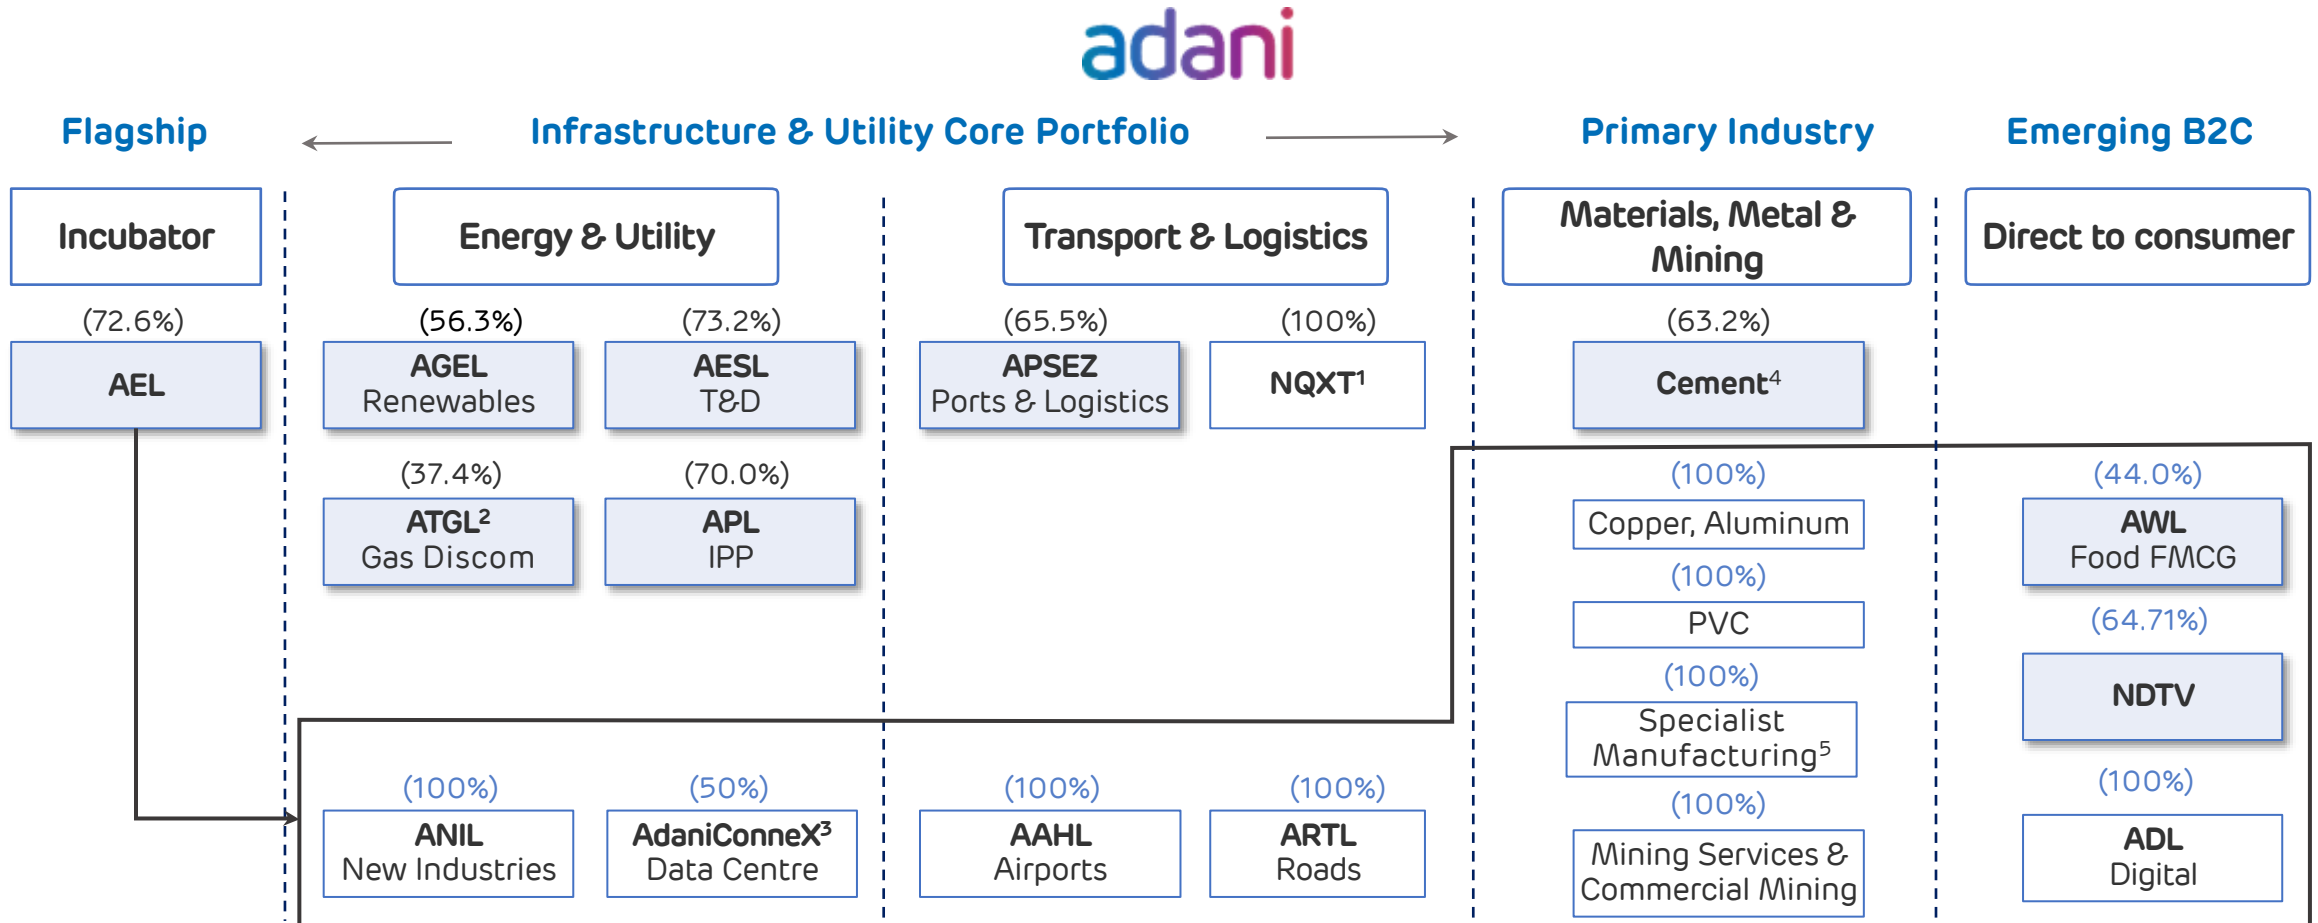 adani
Flagship
Infrastructure & Utility Core Portfolio
Primary Industry
Emerging B2C
Incubator
Energy & Utility
Transport & Logistics
Materials, Metal &
Mining
Direct to consumer
(72.6%)
AEL
(56.3%)
AGEL
Renewables
(73.2%)
AESL
T&D
(65.5%)
APSEZ
Ports & Logistics
(100%)
NQXT¹
(63.2%)
Cement⁴
(37.4%)
ATGL²
Gas Discom
(70.0%)
APL
IPP
(100%)
Copper, Aluminum
(100%)
PVC
(100%)
Specialist
Manufacturing⁵
(100%)
Mining Services &
Commercial Mining
(44.0%)
AWL
Food FMCG
(64.71%)
NDTV
(100%)
ADL
Digital
(100%)
ANIL
New Industries
(50%)
AdaniConneX³
Data Centre
(100%)
AAHL
Airports
(100%)
ARTL
Roads